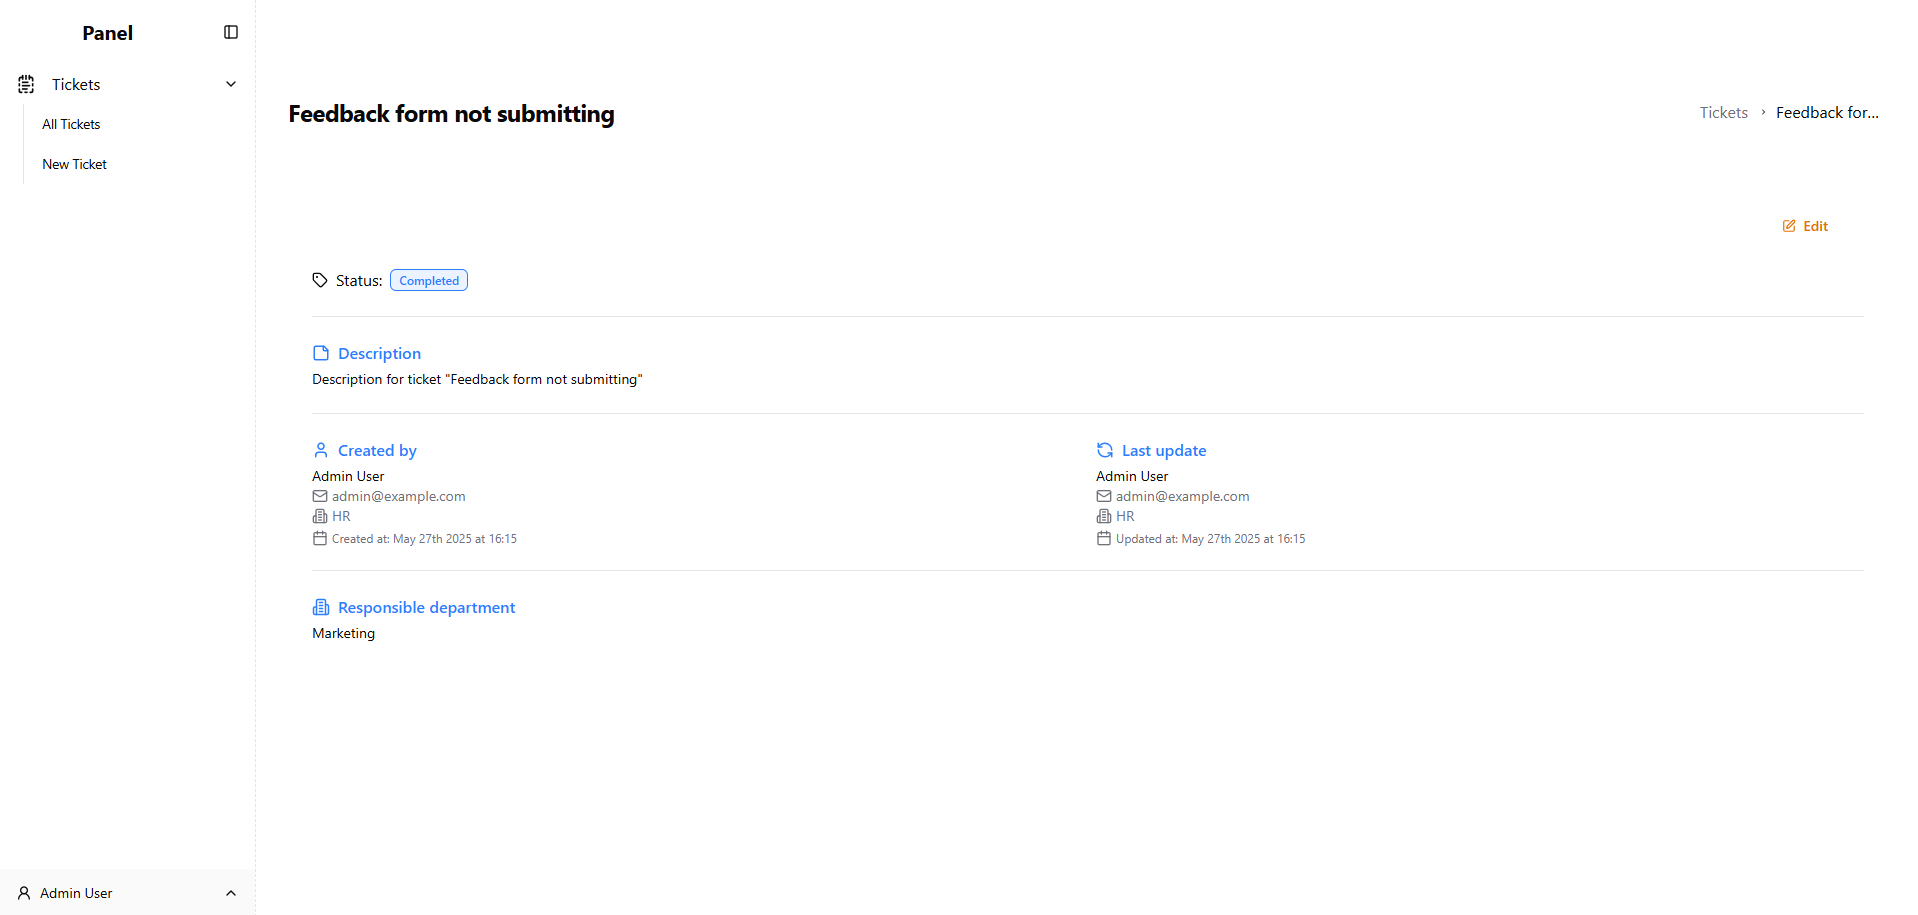 Panel
Tickets
All Tickets
New Ticket
Feedback form not submitting
Tickets
Feedback for...
Edit
Status: Completed
Description
Description for ticket "Feedback form not submitting"
Created by
Admin User
admin@example.com
HR
Created at: May 27th 2025 at 16:15
Last update
Admin User
admin@example.com
HR
Updated at: May 27th 2025 at 16:15
Responsible department
Marketing
Admin User